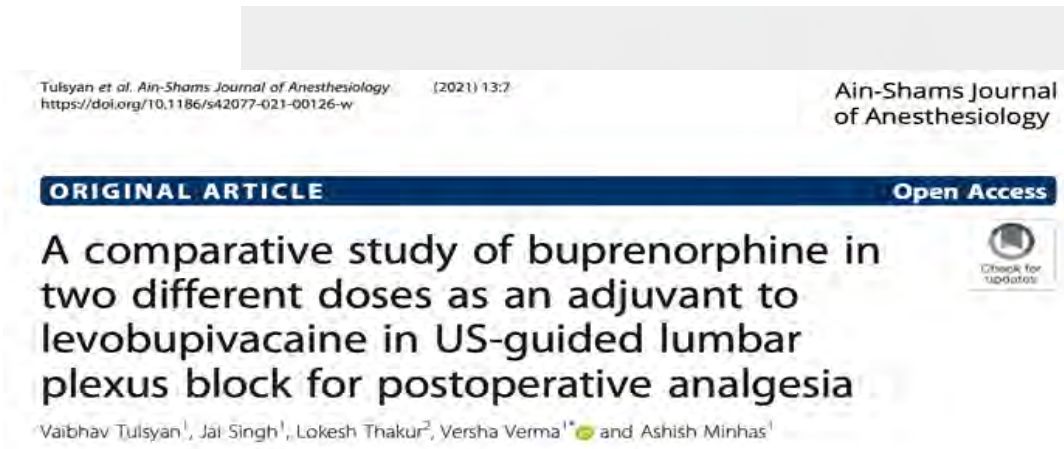 Tulsyan et al. Ain-Shams Journal of Anesthesiology (2021) 13:7
https://doi.org/10.1186/s42077-021-00126-w
Ain-Shams Journal
of Anesthesiology
ORIGINAL ARTICLE Open Access
A comparative study of buprenorphine in
two different doses as an adjuvant to
levobupivacaine in US-guided lumbar
plexus block for postoperative analgesia
Check for
updates
Vaibhav Tulsyan¹, Jai Singh¹, Lokesh Thakur², Versha Verma¹* and Ashish Minhas¹